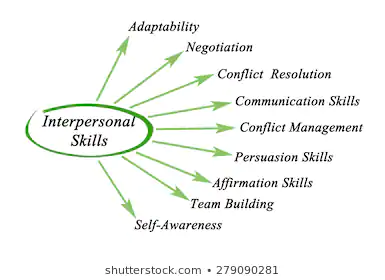 Adaptability
Negotiation
Conflict Resolution
Communication Skills
Interpersonal
Skills
Conflict Management
Persuasion Skills
Affirmation Skills
Team Building
Self-Awareness
shutterstock.com • 279090281